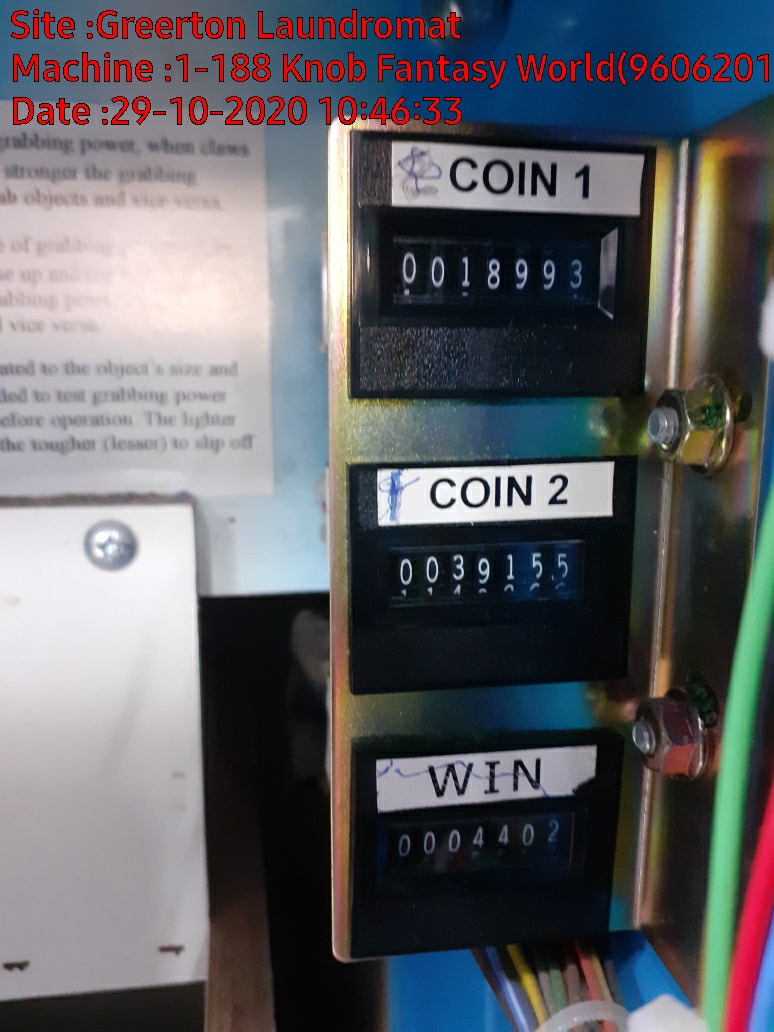 Site :Greerton Laundromat
Machine :1-188 Knob Fantasy World(9606201
Date :29-10-2020 10:46:33
grabbing power, when claws
stronger the grabbing
ab objects and vice versa.
e of grabbing
se up and
abbing
vice versa.
ated to the object's size and
ded to test grabbing power
efore operation. The lighter
the tougher (lesser) to slip off
COIN 1
0018993
COIN 2
0039155
WIN
0004402